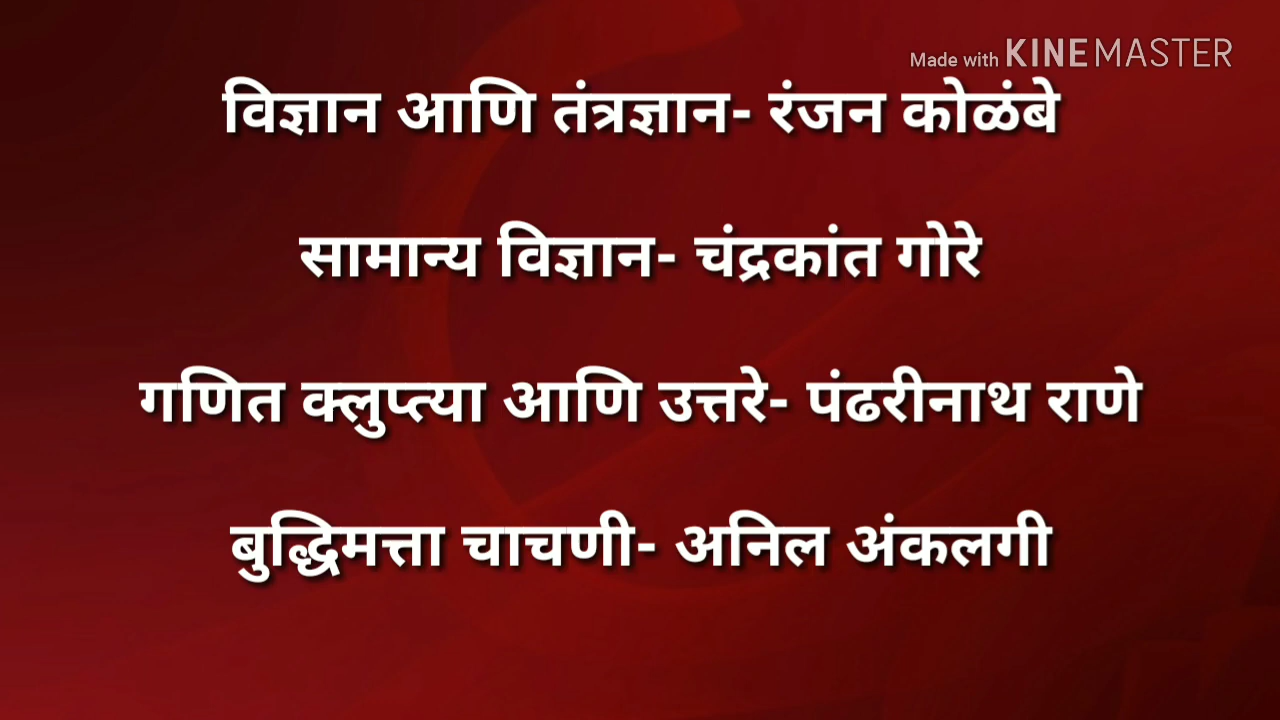 Made with KINEMASTER
विज्ञान आणि तंत्रज्ञान- रंजन कोळंबे
सामान्य विज्ञान- चंद्रकांत गोरे
गणित क्लुप्त्या आणि उत्तरे- पंढरीनाथ राणे
बुद्धिमत्ता चाचणी- अनिल अंकलगी